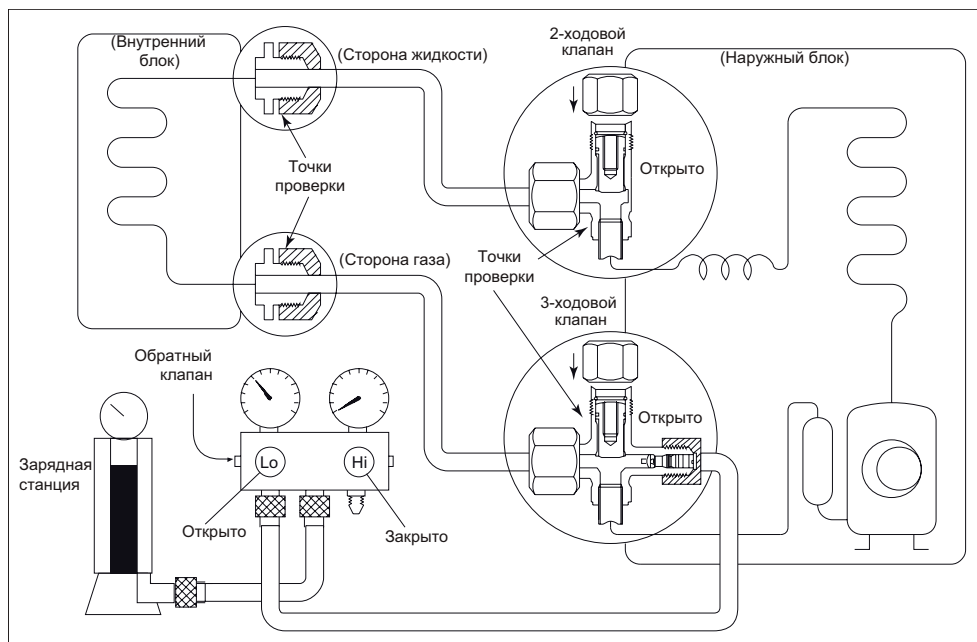 (Внутренний
блок)
(Сторона жидкости)
2-ходовой
клапан
(Наружный блок)
Открыто
Точки
проверки
(Сторона газа)
Точки
проверки
3-ходовой
клапан
Обратный
клапан
Открыто
Зарядная
станция
Lo
Hi
Открыто
Закрыто